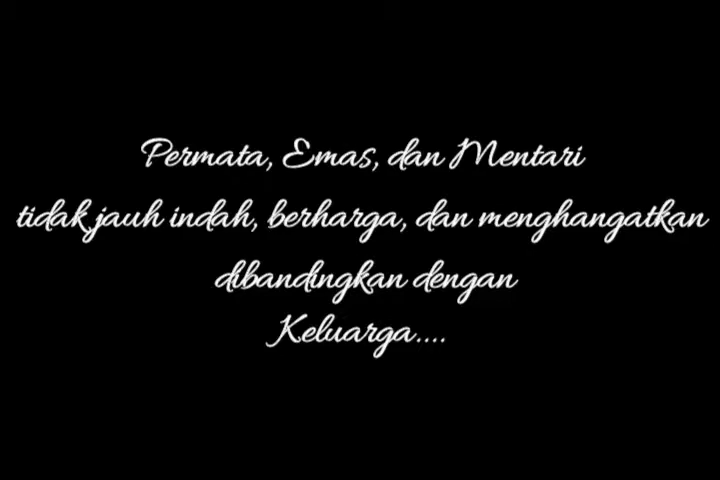 Permata, Emas, dan Mentari
tidak jauh indah, berharga, dan menghangatkan
dibandingkan dengan
Keluarga....